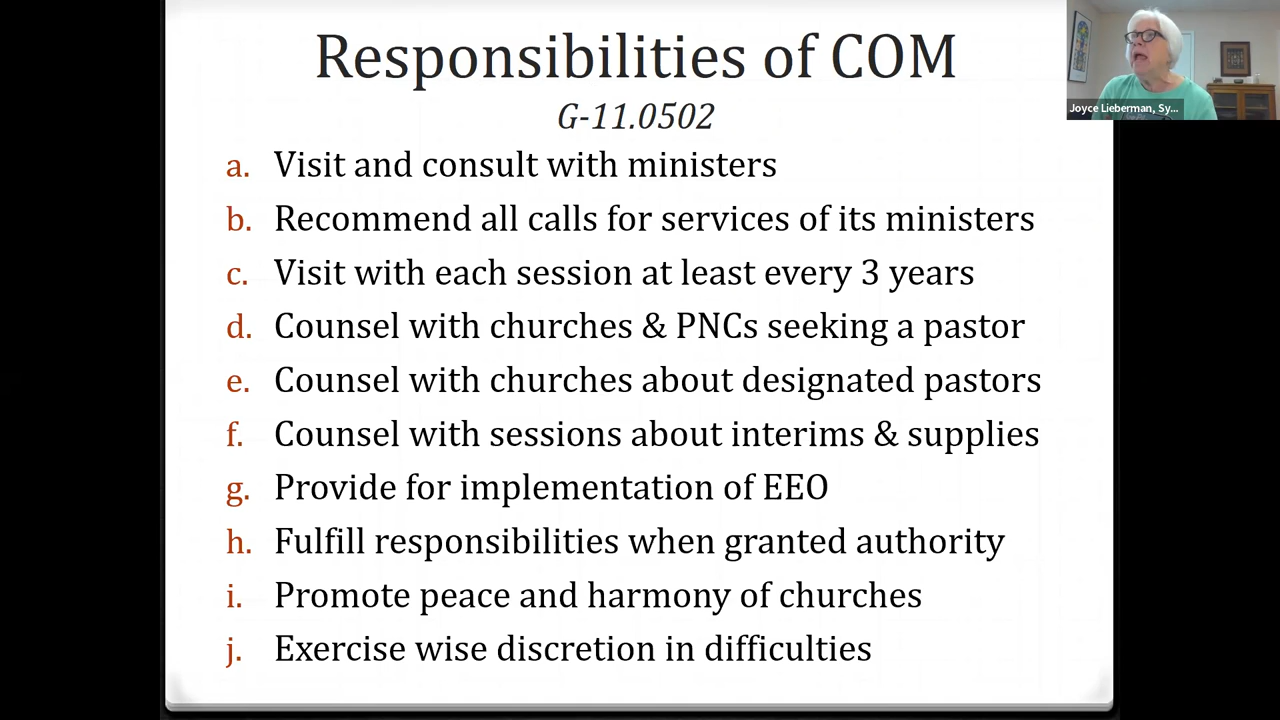 Responsibilities of COM
G-11.0502
a. Visit and consult with ministers
b. Recommend all calls for services of its ministers
c. Visit with each session at least every 3 years
d. Counsel with churches & PNCs seeking a pastor
e. Counsel with churches about designated pastors
f. Counsel with sessions about interims & supplies
g. Provide for implementation of EEO
h. Fulfill responsibilities when granted authority
i. Promote peace and harmony of churches
j. Exercise wise discretion in difficulties
Joyce Lieberman, Sy...